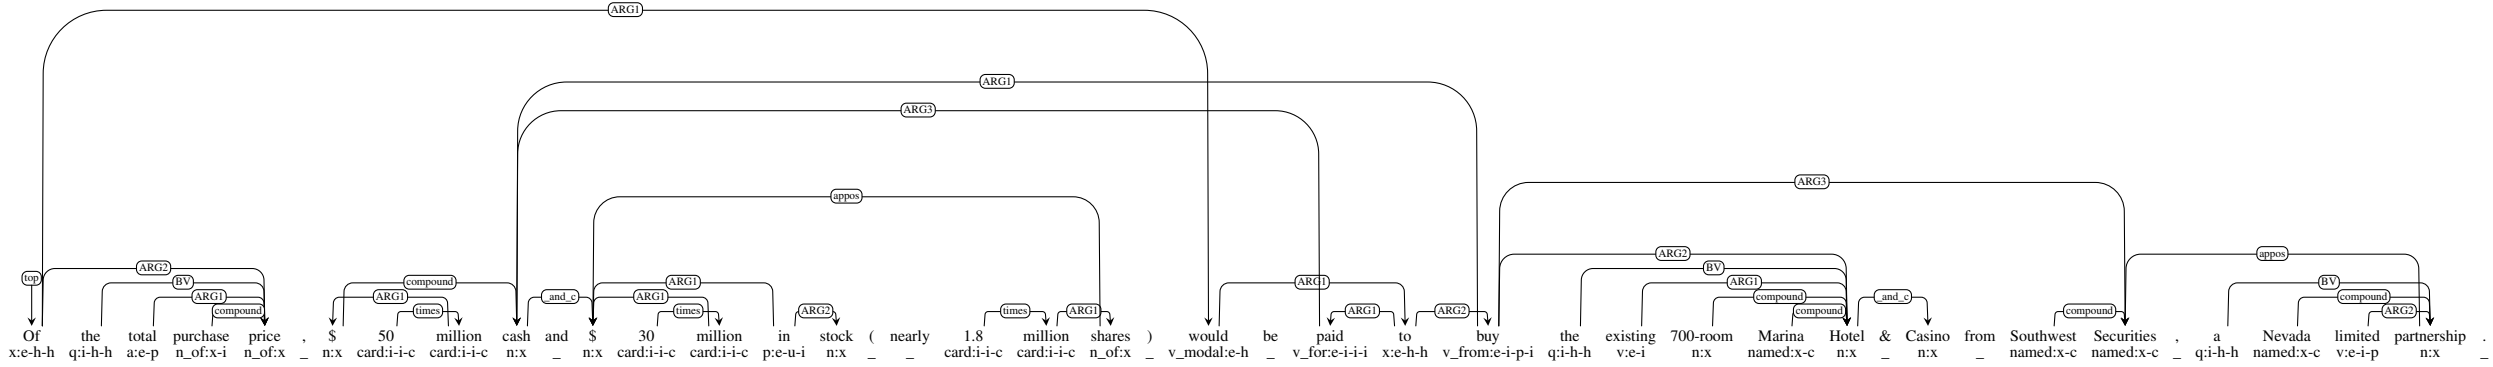 ARG1
ARG1
ARG3
ARG3
appos
ARG1 appos
ARG2 ARG2
BV compound ARG1 ARG1 BV BV
top ARG1 ARG1 _and_c ARG1 ARG1 compound _and_c compound
compound times times ARG2 times ARG1 ARG1 ARG2 compound compound ARG2
Of the total purchase price , $ 50 million cash and $ 30 million in stock ( nearly 1.8 million shares ) would be paid to buy the existing 700-room Marina Hotel & Casino from Southwest Securities , a Nevada limited partnership .
x:e-h-h q:i-h-h a:e-p n_of:x-i n_of:x _ n:x card:i-i-c card:i-i-c n:x _ n:x card:i-i-c card:i-i-c p:e-u-i n:x _ _ card:i-i-c card:i-i-c n_of:x _ v_modal:e-h _ v_for:e-i-i-i x:e-h-h v_from:e-i-p-i q:i-h-h v:e-i n:x named:x-c n:x _ n:x _ named:x-c named:x-c _ q:i-h-h named:x-c v:e-i-p n:x _